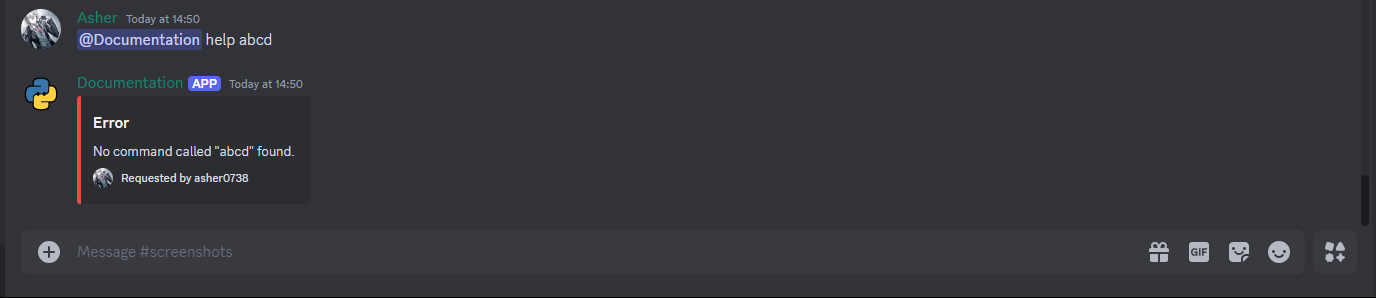 Asher Today at 14:50
@Documentation help abcd
Documentation APP Today at 14:50
Error
No command called "abcd" found.
Requested by asher0738
Message #screenshots
GIF